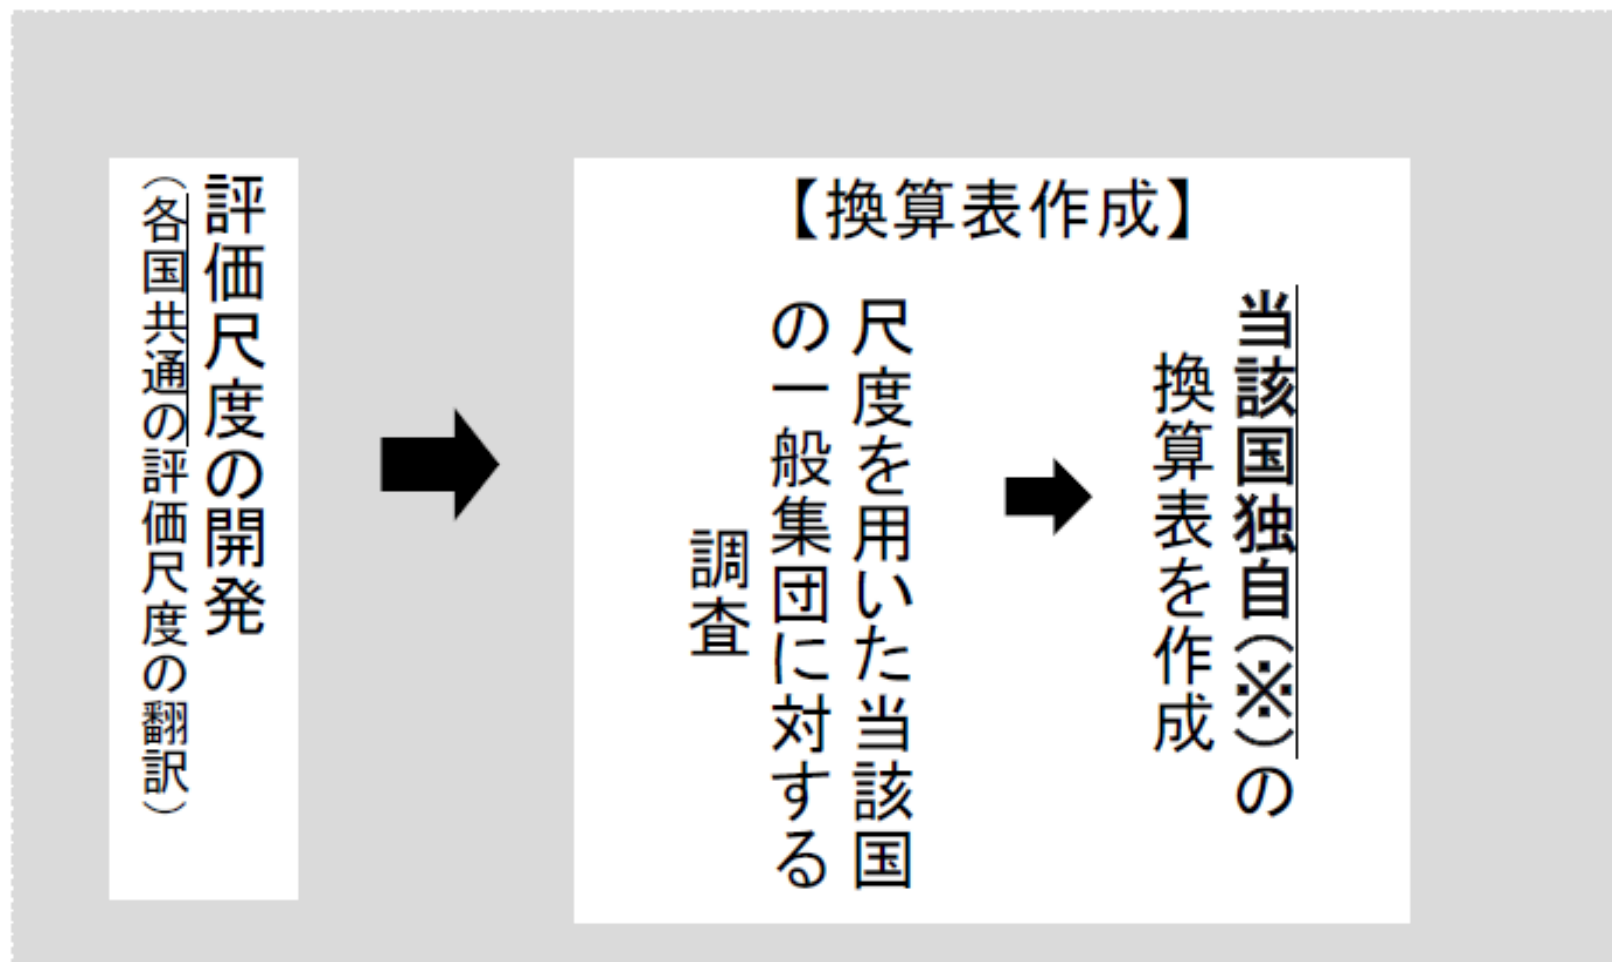 評価尺度の開発
（各国共通の評価尺度の翻訳）
【換算表作成】
尺度を用いた当該国
の一般集団に対する
調査
当該国独自（※）の
換算表を作成